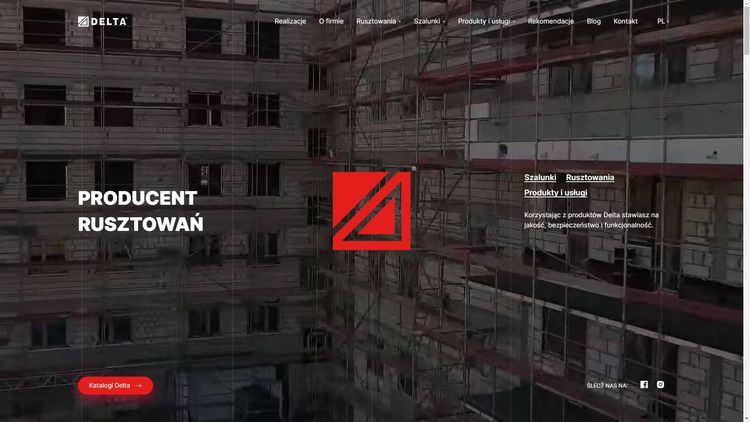 DELTA
Realizacje
O firmie
Rusztowania
Szalunki
Produkty i usługi
Rekomendacje
Blog
Kontakt
PL
PRODUCENT
RUSZTOWAŃ
®
Szalunki Rusztowania
Produkty i usługi
Korzystając z produktów Delta stawiasz na
jakość, bezpieczeństwo i funkcjonalność.
Katalogi Delta →
ŚLEDŹ NAS NA: